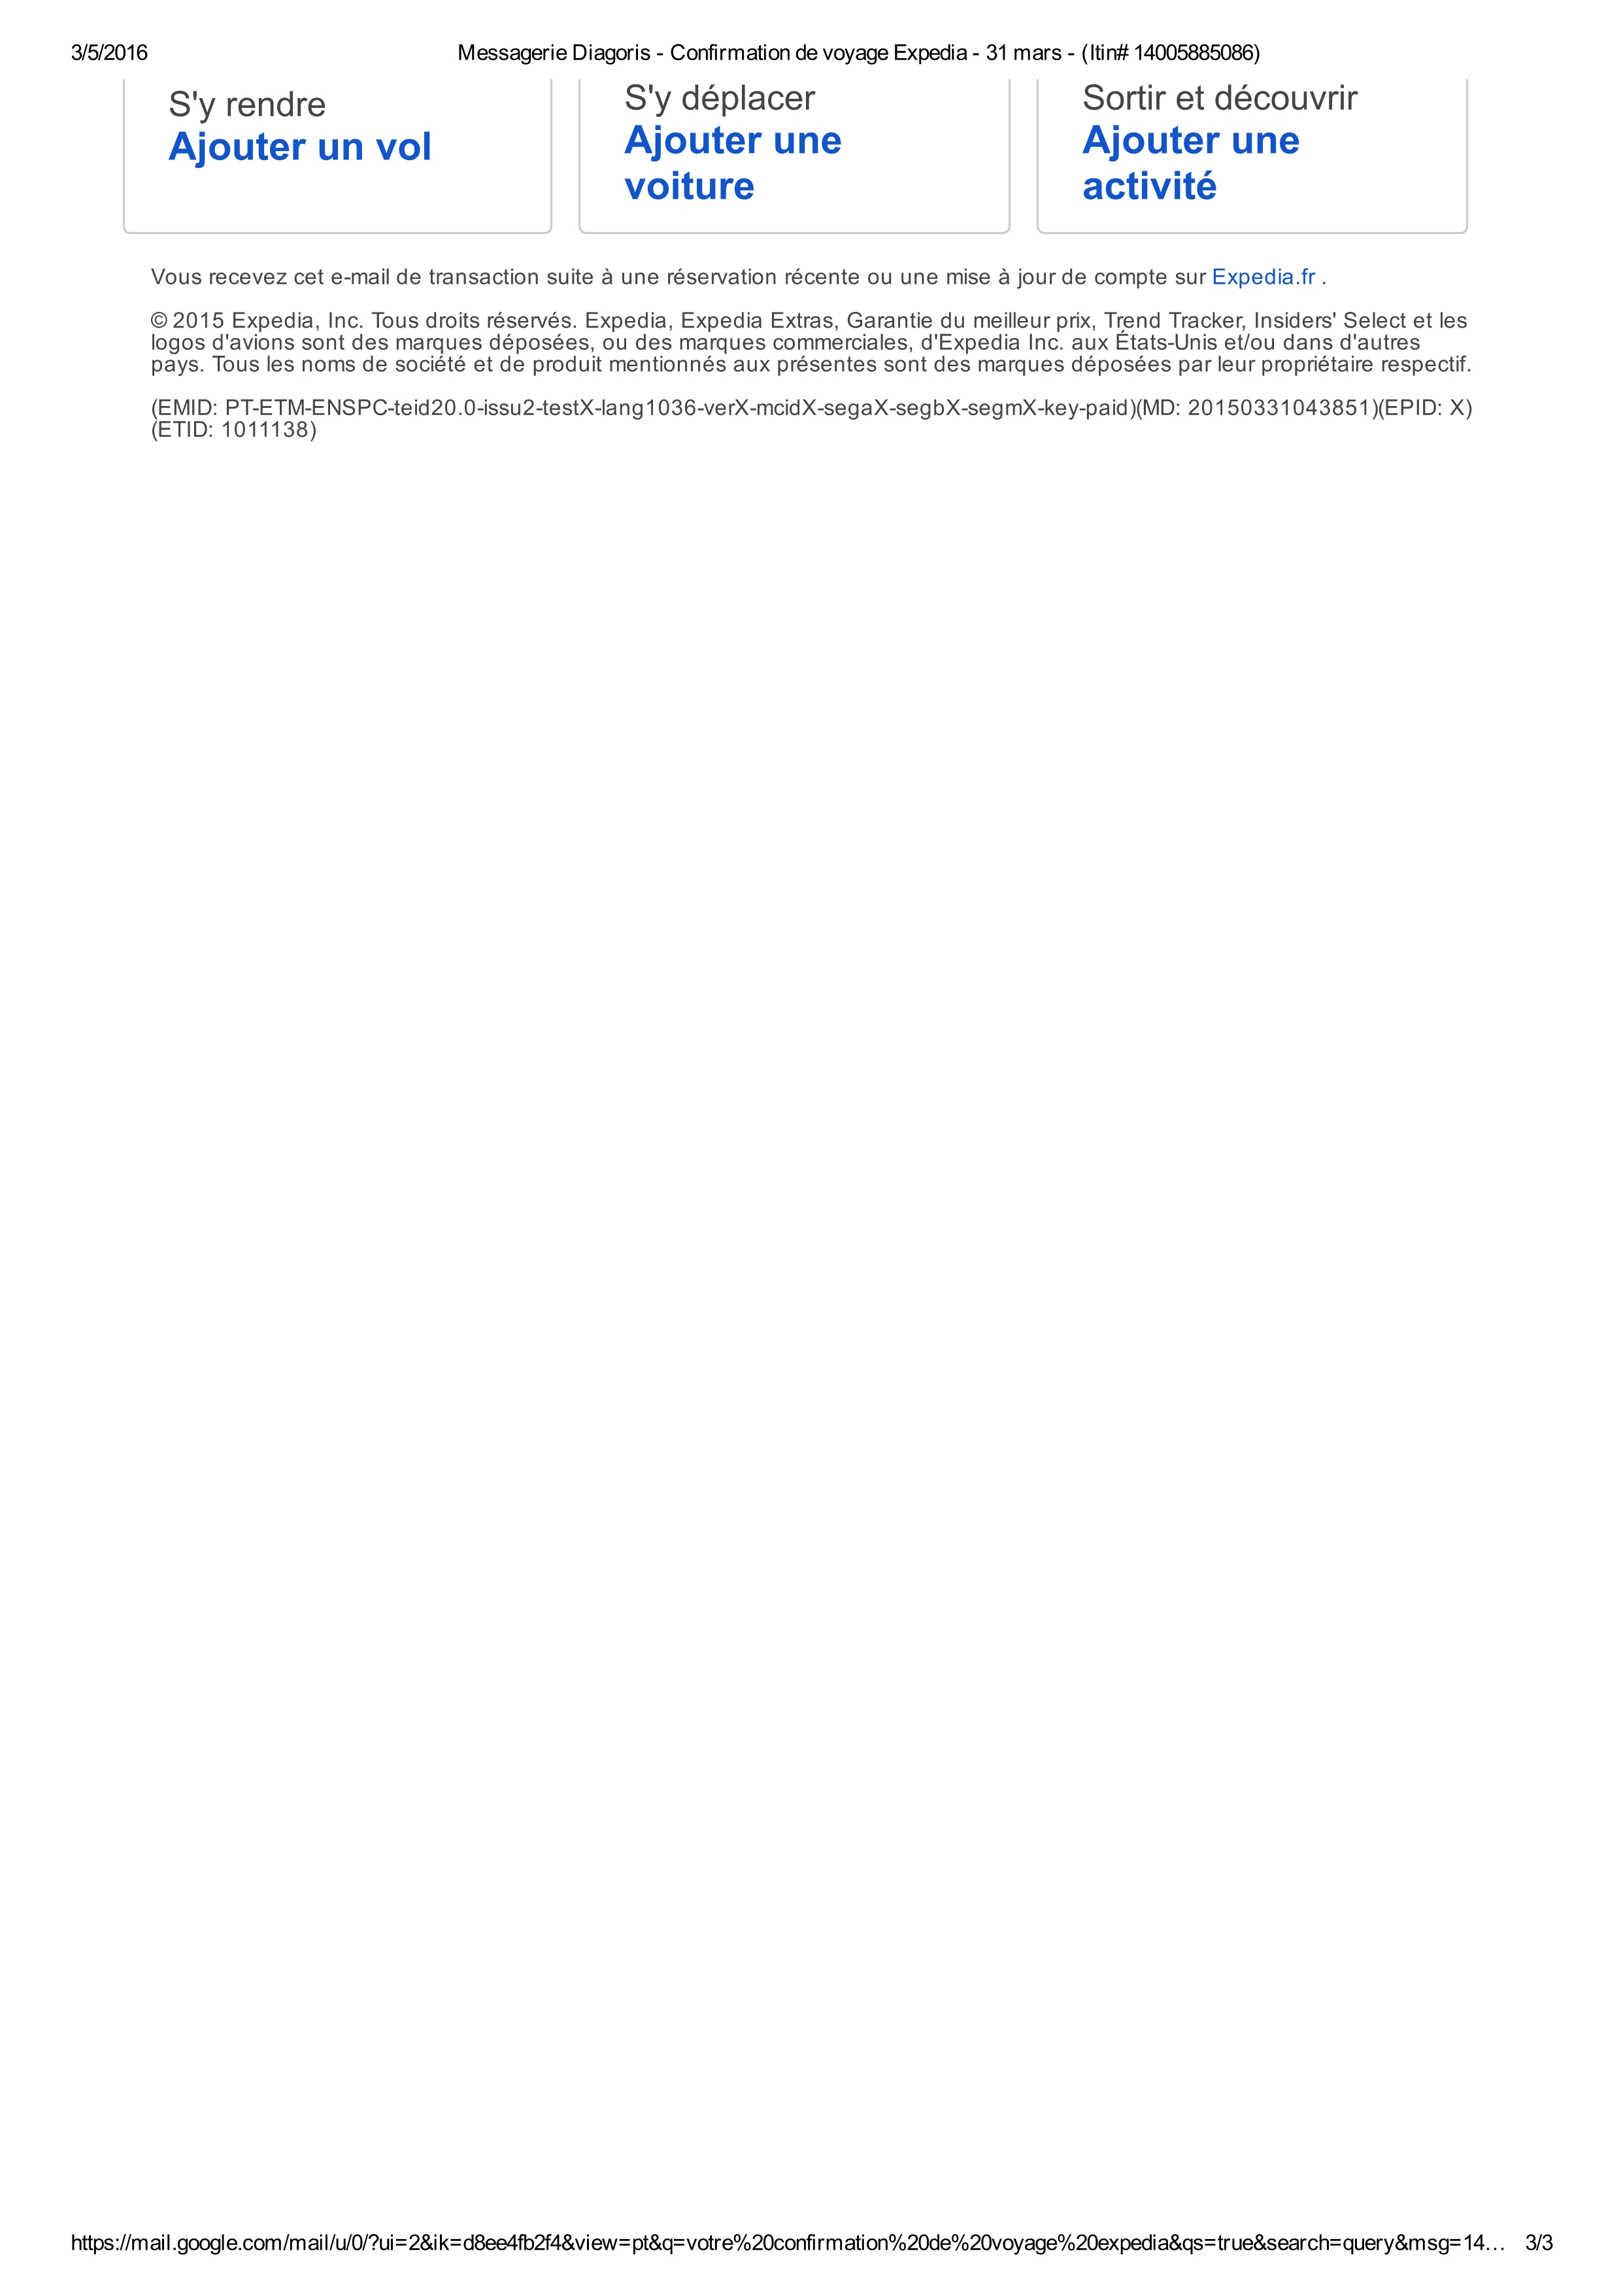 3/5/2016 Messagerie Diagoris - Confirmation de voyage Expedia - 31 mars - (Itin# 14005885086)
S'y rendre
Ajouter un vol
S'y déplacer
Ajouter une
voiture
Sortir et découvrir
Ajouter une
activité
Vous recevez cet e-mail de transaction suite à une réservation récente ou une mise à jour de compte sur Expedia.fr .
© 2015 Expedia, Inc. Tous droits réservés. Expedia, Expedia Extras, Garantie du meilleur prix, Trend Tracker, Insiders' Select et les
logos d'avions sont des marques déposées, ou des marques commerciales, d'Expedia Inc. aux États-Unis et/ou dans d'autres
pays. Tous les noms de société et de produit mentionnés aux présentes sont des marques déposées par leur propriétaire respectif.
(EMID: PT-ETM-ENSPC-teid20.0-issu2-testX-lang1036-verX-mcidX-segaX-segbX-segmX-key-paid)(MD: 20150331043851)(EPID: X)
(ETID: 1011138)
https://mail.google.com/mail/u/0/?ui=2&ik=d8ee4fb2f4&view=pt&q=votre%20confirmation%20de%20voyage%20expedia&qs=true&search=query&msg=14… 3/3